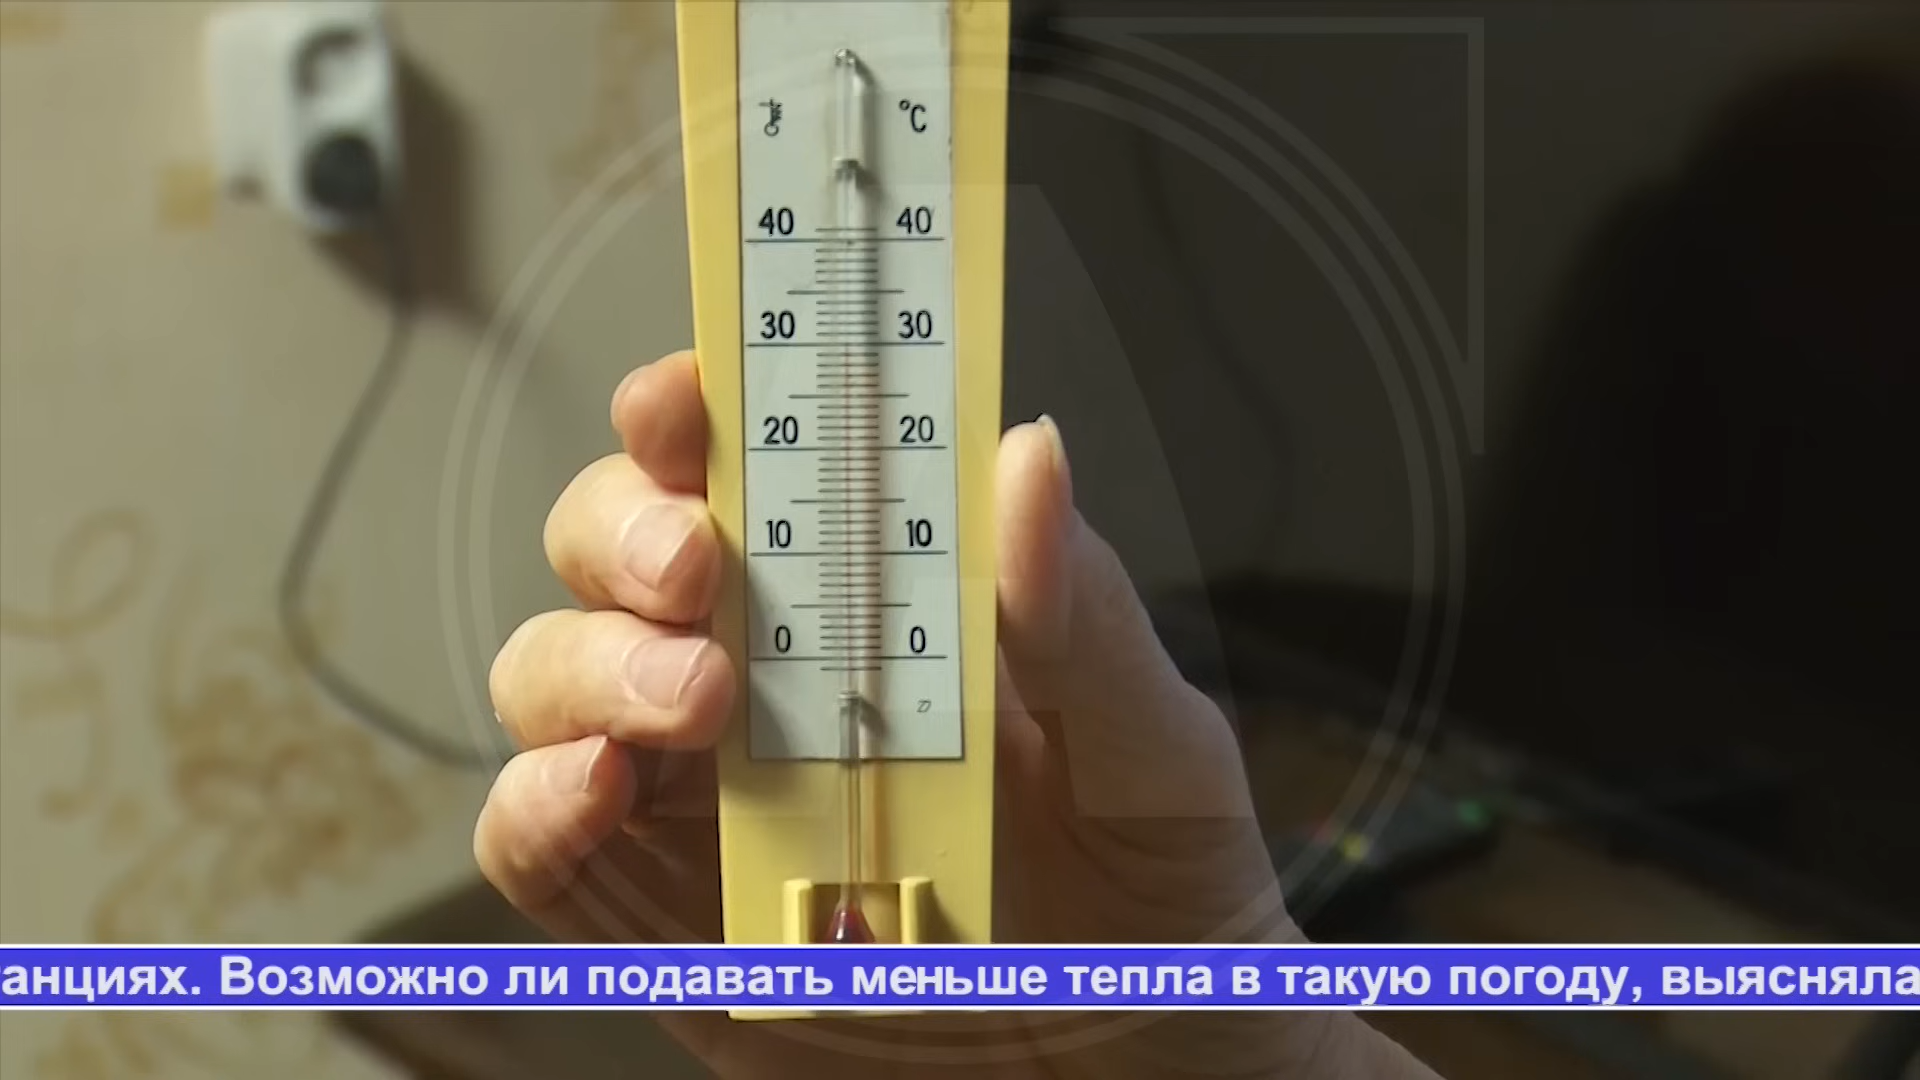 °C
40 40
30 30
20 20
10 10
0 0
анциях. Возможно ли подавать меньше тепла в такую погоду, выясняла